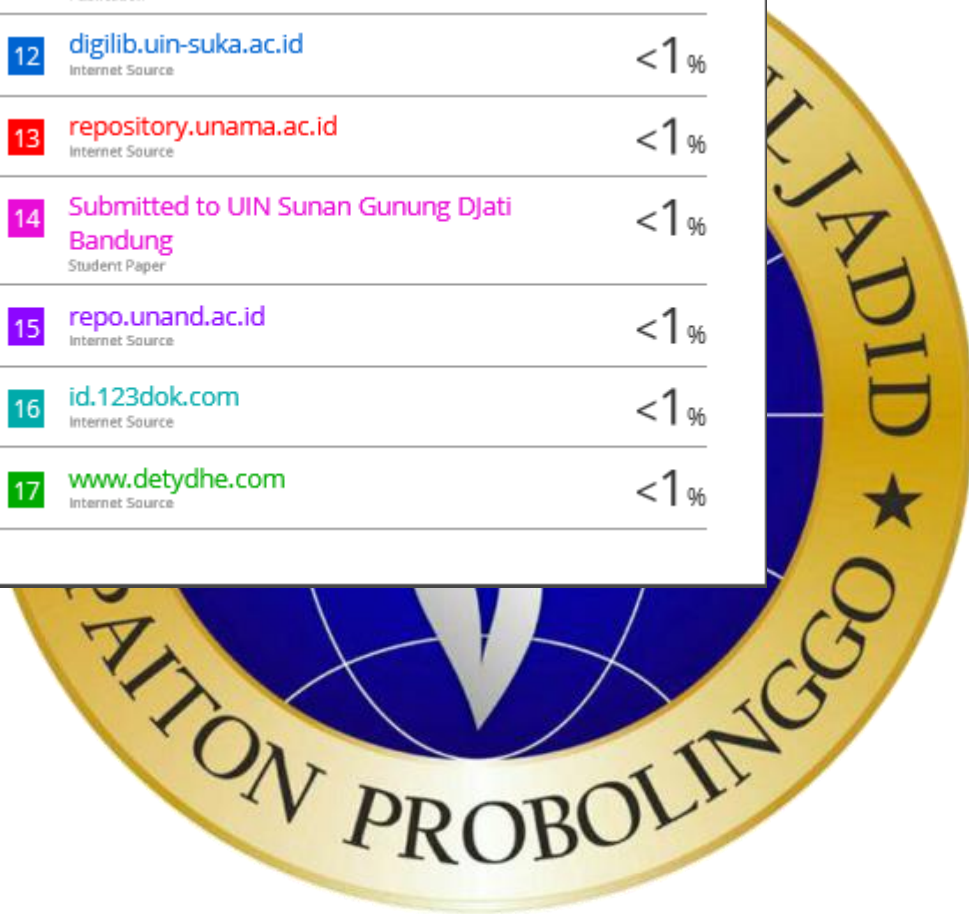 12 digilib.uin-suka.ac.id <1%
Internet Source
13 repository.unama.ac.id <1%
Internet Source
14 Submitted to UIN Sunan Gunung DJati <1%
Bandung
Student Paper
15 repo.unand.ac.id <1%
Internet Source
16 id.123dok.com <1%
Internet Source
17 www.detydhe.com <1%
Internet Source
JADID ★
PAITON PROBOLINGGO